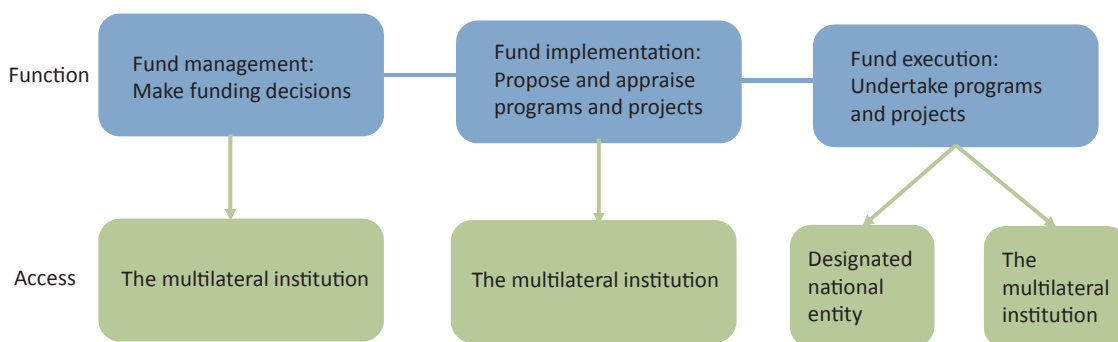 Function
Fund management:
Make funding decisions
Fund implementation:
Propose and appraise
programs and projects
Fund execution:
Undertake programs
and projects
Access
The multilateral institution
The multilateral institution
Designated
national
entity
The
multilateral
institution